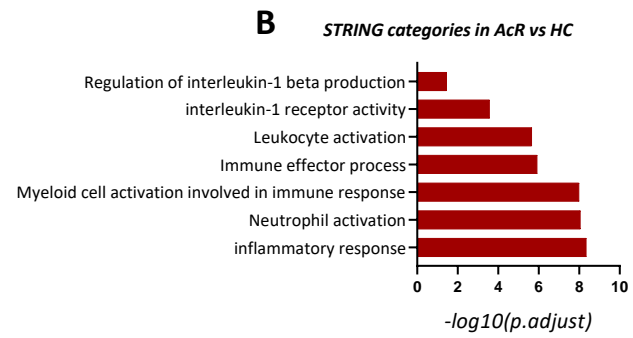 B
STRING categories in AcR vs HC
Regulation of interleukin-1 beta production
interleukin-1 receptor activity
Leukocyte activation
Immune effector process
Myeloid cell activation involved in immune response
Neutrophil activation
inflammatory response
0 2 4 6 8 10
-log10(p.adjust)